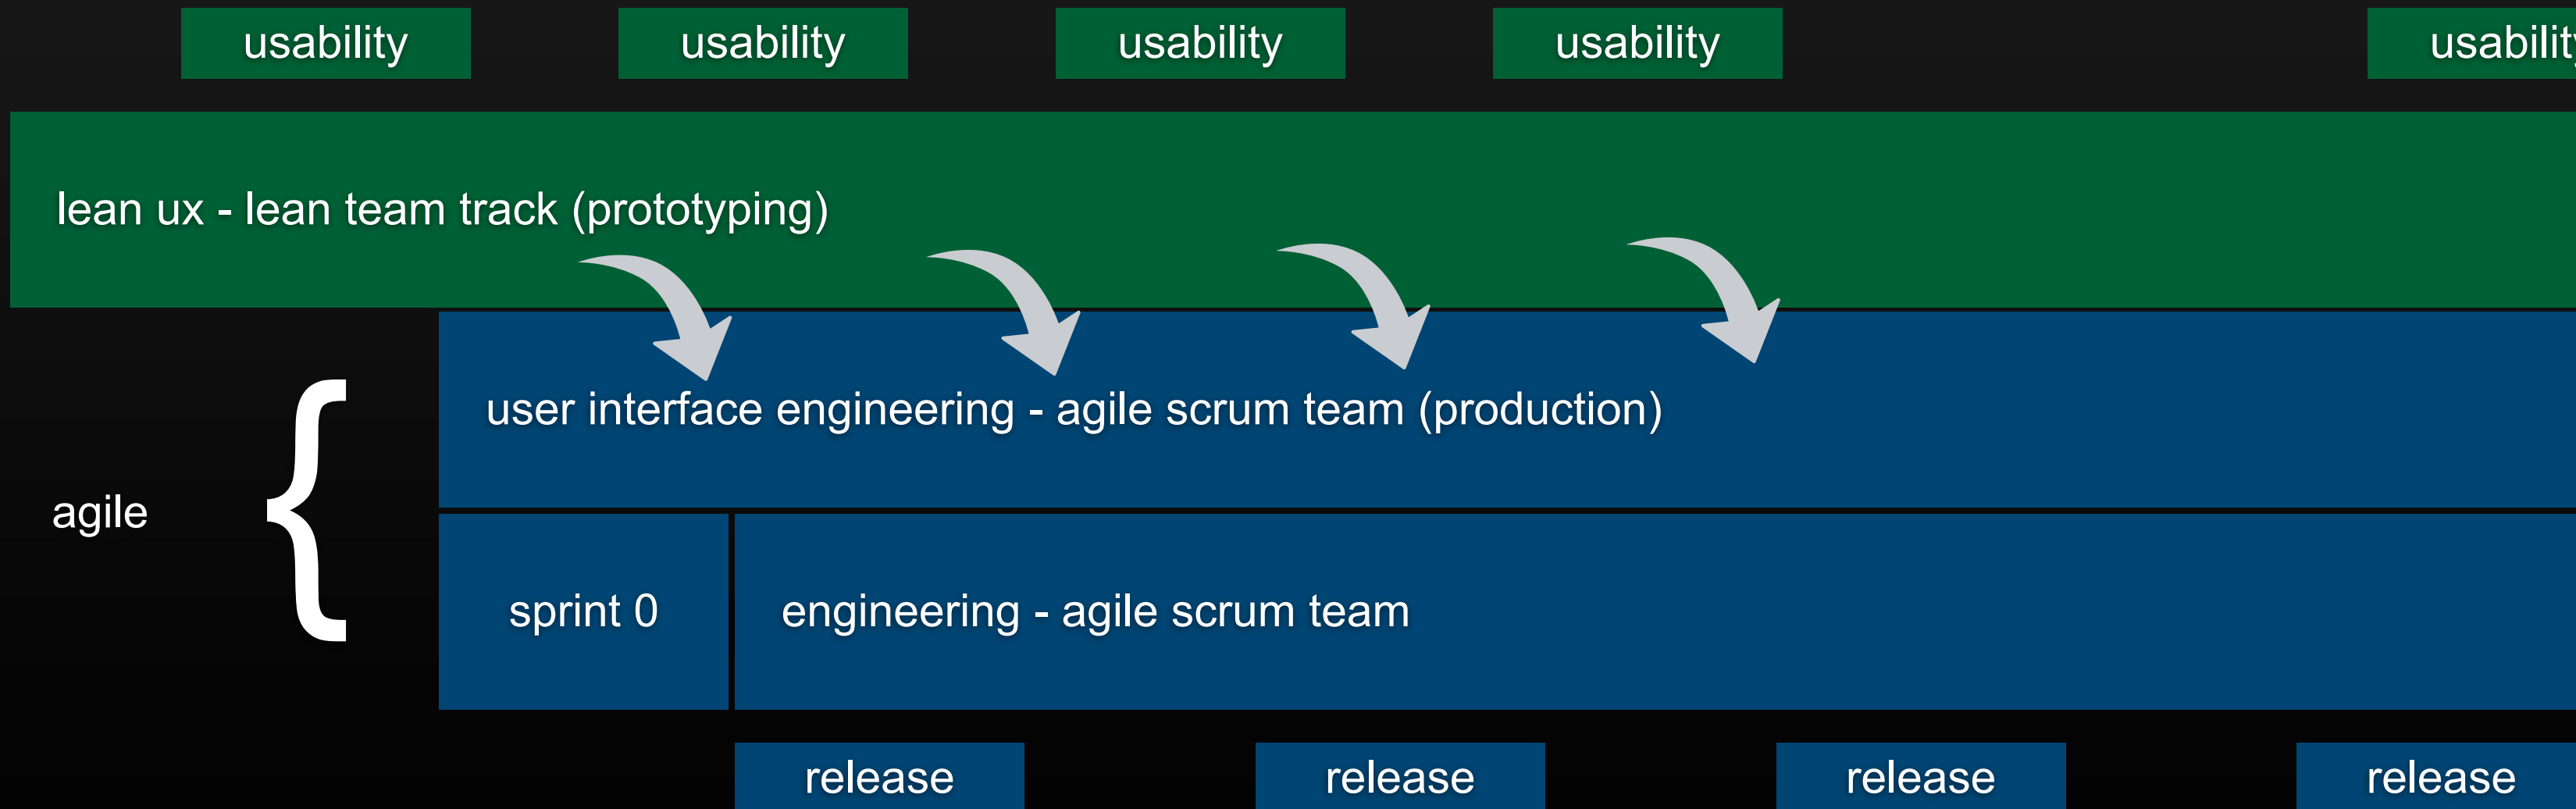 usability usability usability usability usability
lean ux - lean team track (prototyping)
user interface engineering - agile scrum team (production)
agile {
sprint 0 engineering - agile scrum team
release release release release